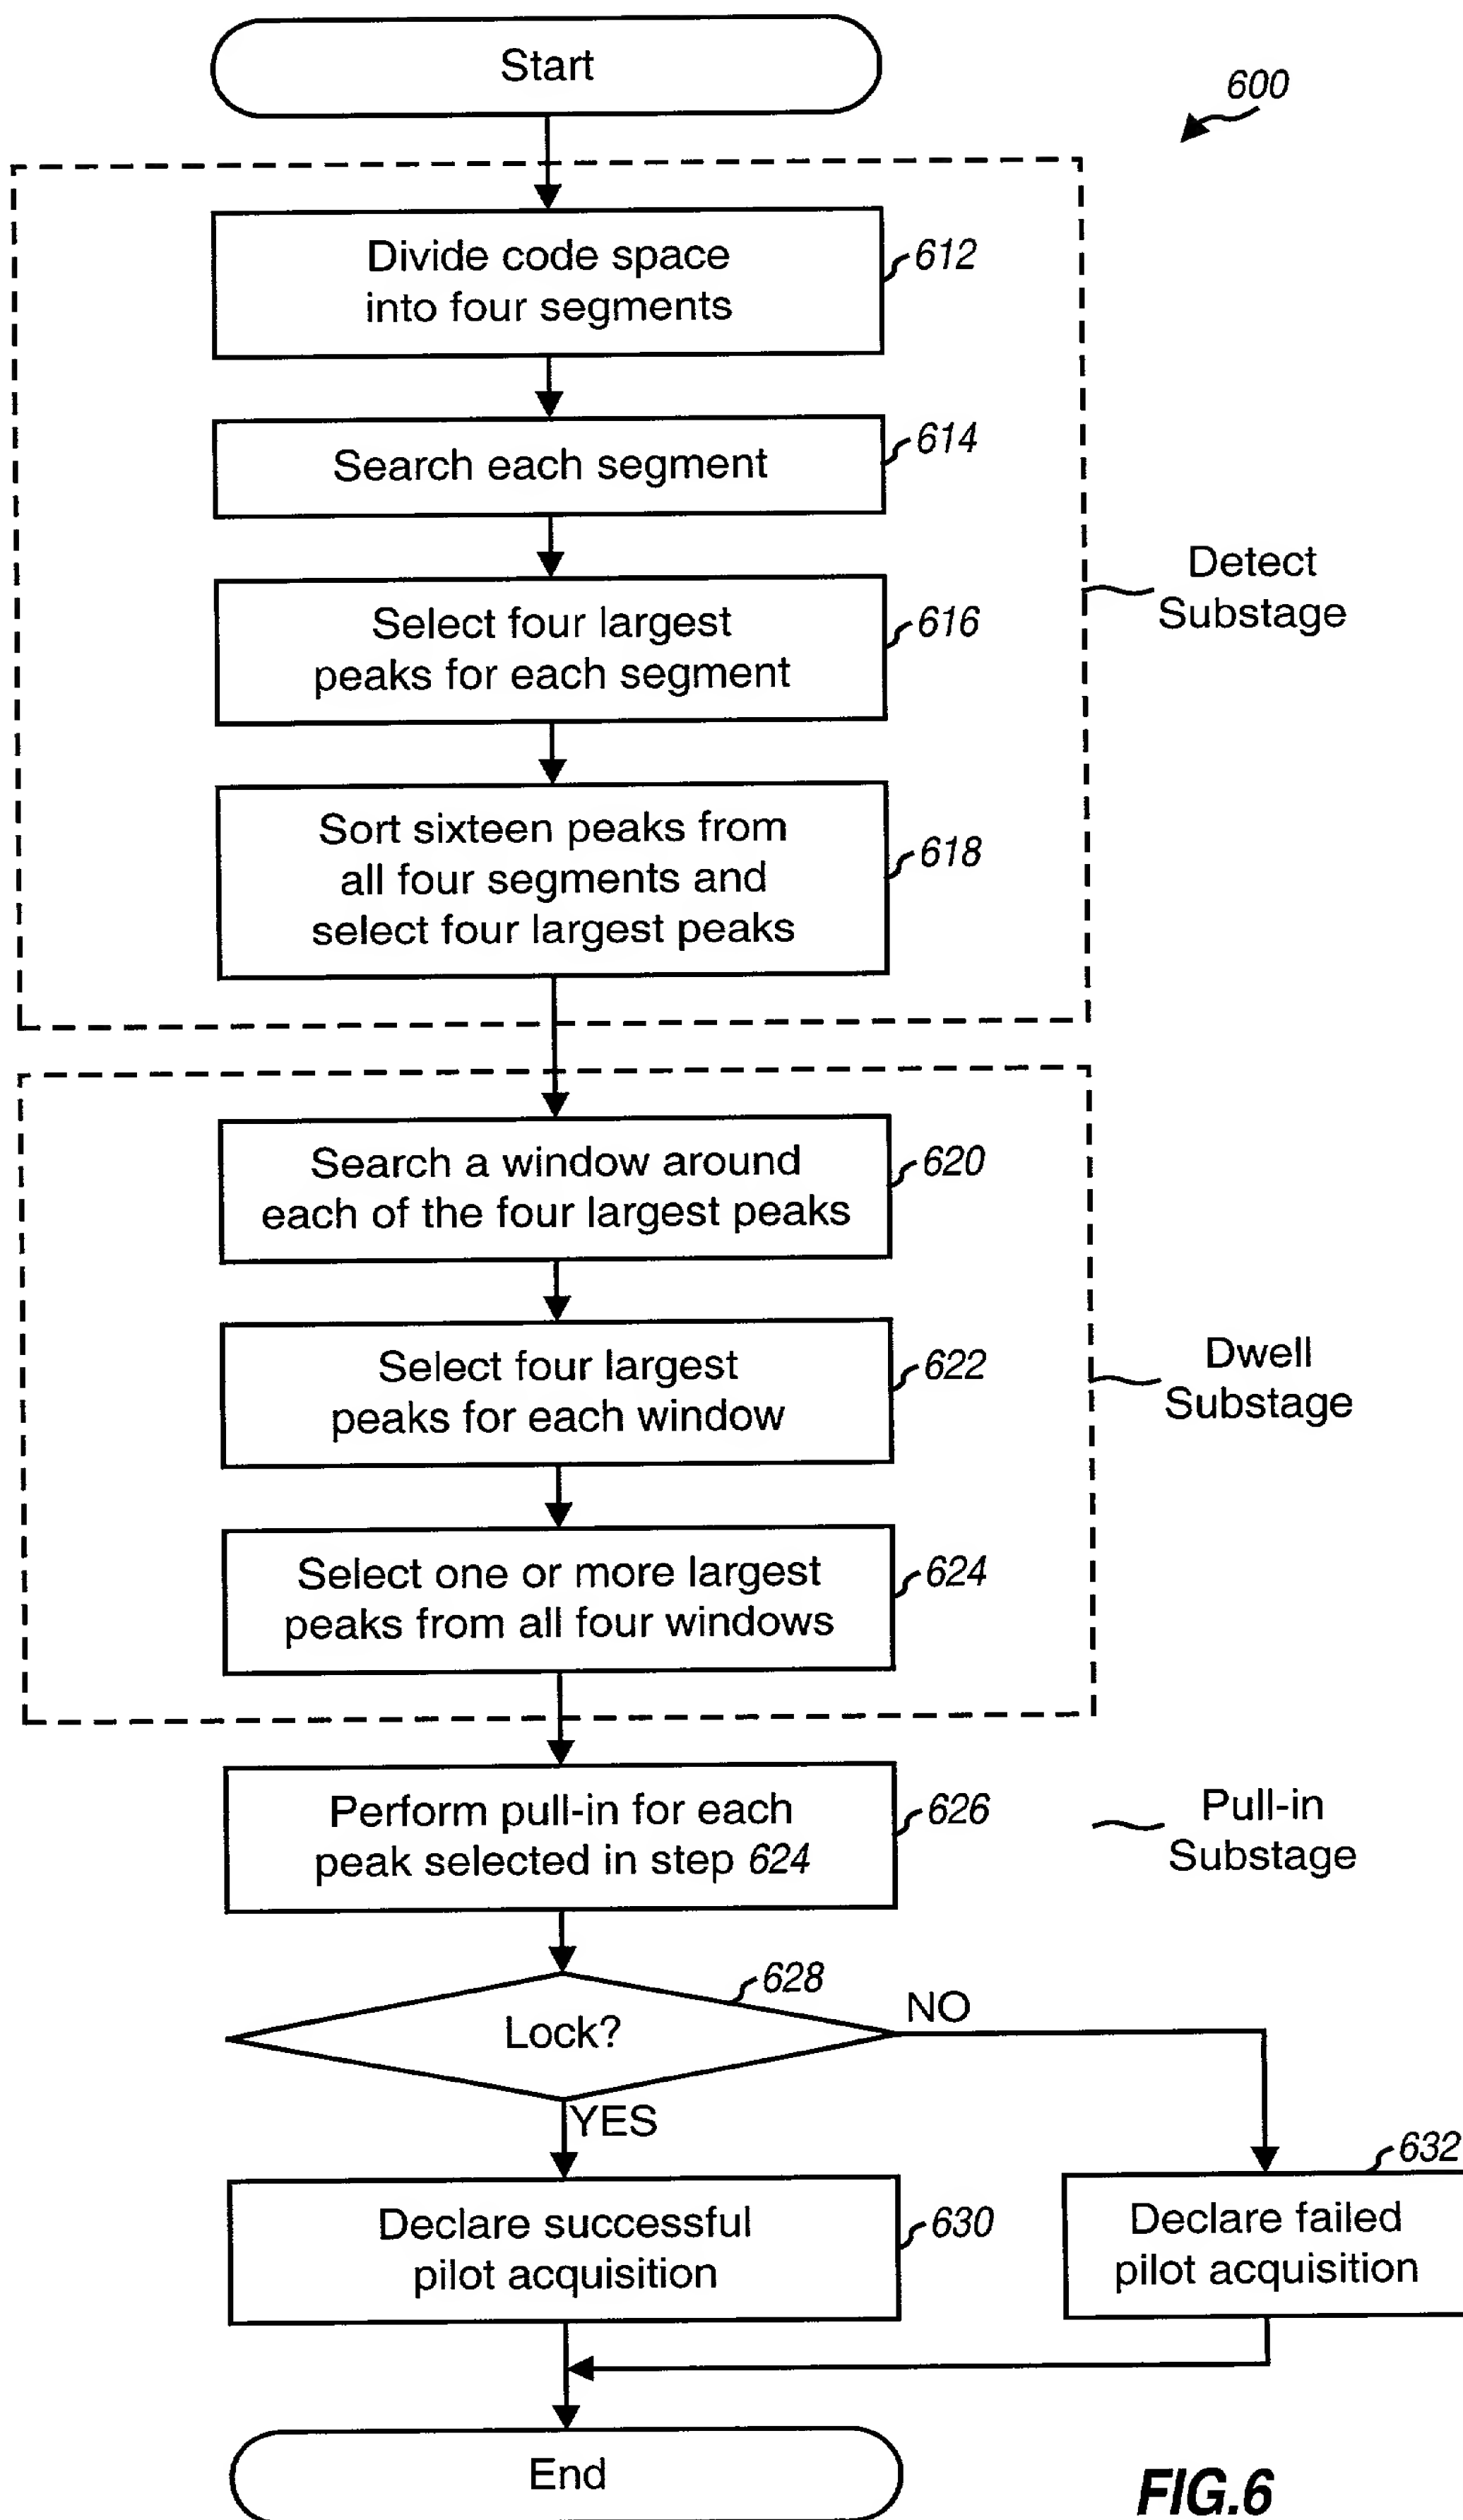 Start
600
Divide code space
into four segments
612
Search each segment
614
Detect
Substage
Select four largest
peaks for each segment
616
Sort sixteen peaks from
all four segments and
select four largest peaks
618
Search a window around
each of the four largest peaks
620
Select four largest
peaks for each window
622
Dwell
Substage
Select one or more largest
peaks from all four windows
624
Perform pull-in for each
peak selected in step 624
626
Pull-in
Substage
Lock?
628
NO
YES
Declare successful
pilot acquisition
630
Declare failed
pilot acquisition
632
End
FIG.6